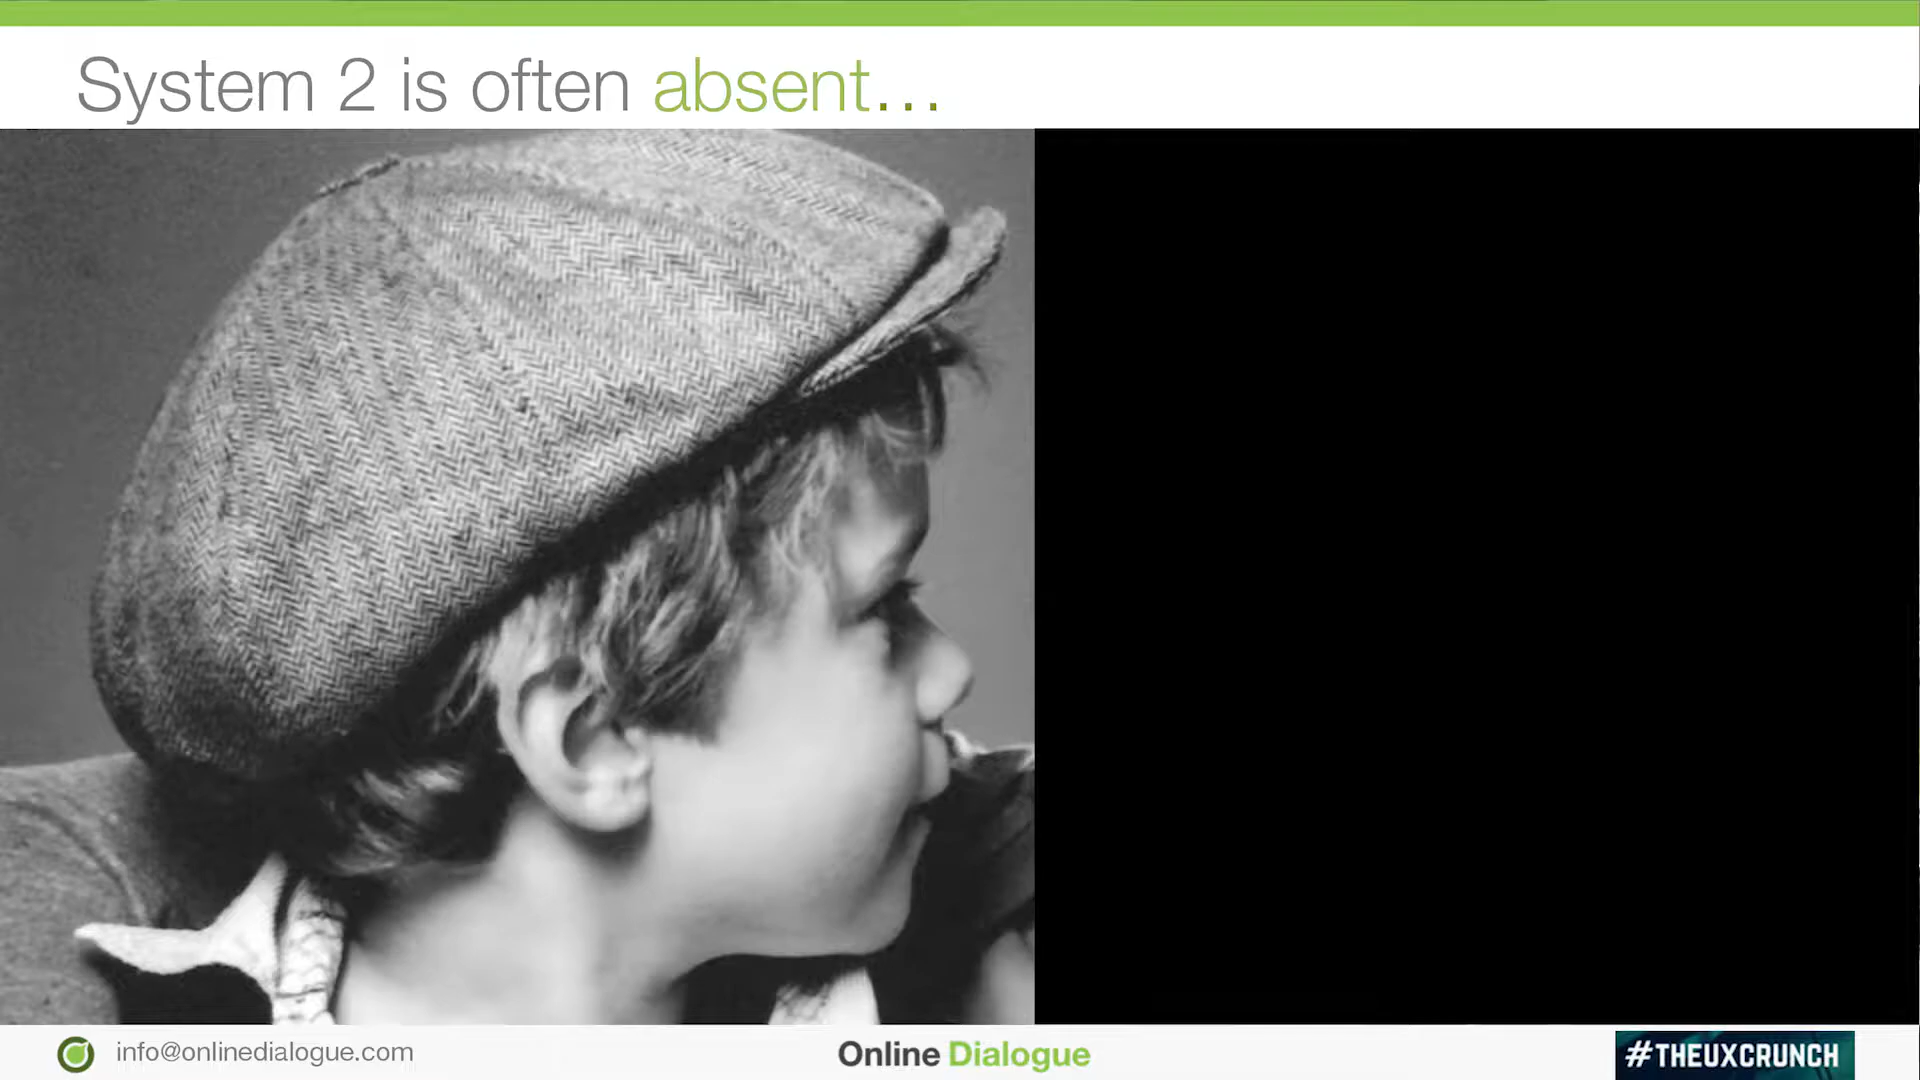 System 2 is often absent...
info@onlinedialogue.com
Online Dialogue
#THEUXCRUNCH